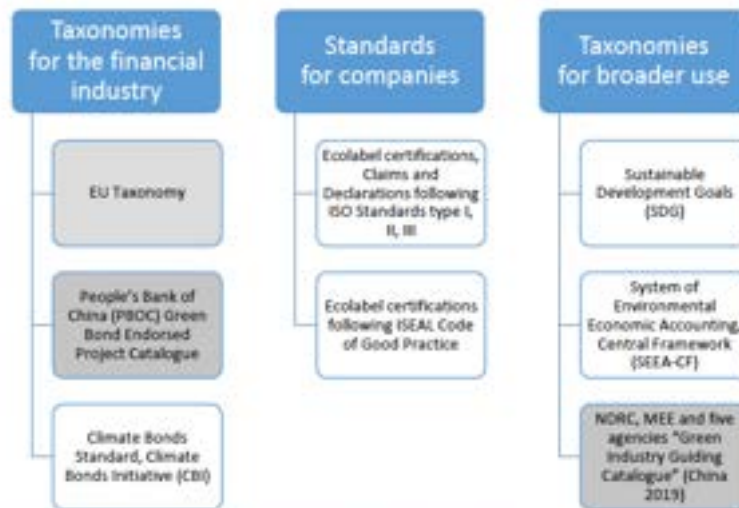 Taxonomies
for the financial
industry
EU Taxonomy
People's Bank of
China (PBOC) Green
Bond Endorsed
Project Catalogue
Climate Bonds
Standard, Climate
Bonds Initiative (CBI)
Standards
for companies
Ecolabel certifications,
Claims and
Declarations following
ISO Standards type I,
II, III
Ecolabel certifications
following ISEAL Code
of Good Practice
Taxonomies
for broader use
Sustainable
Development Goals
(SDG)
System of
Environmental
Economic Accounting,
Central Framework
(SEEA-CF)
NDRC, MEE and five
agencies "Green
Industry Guiding
Catalogue" (China
2019)